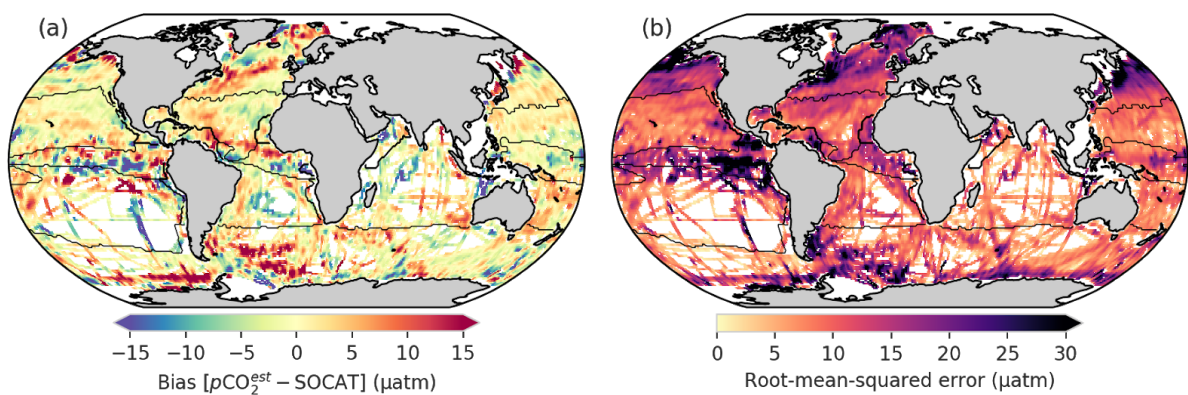 (a)
(b)
−15 −10 −5 0 5 10 15
Bias [pCO₂ᵉˢᵗ − SOCAT] (μatm)
0 5 10 15 20 25 30
Root-mean-squared error (μatm)